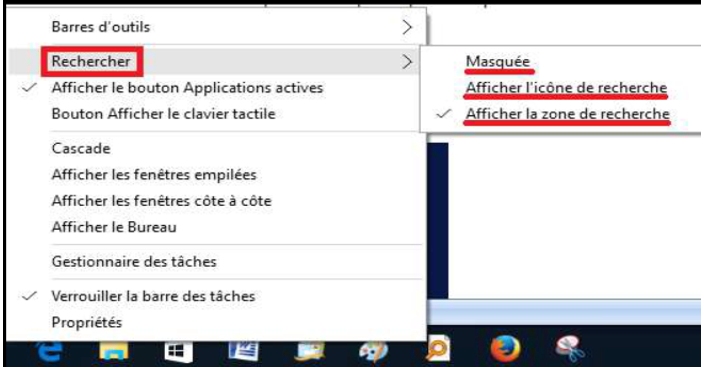 Barres d'outils
Rechercher
Afficher le bouton Applications actives
Bouton Afficher le clavier tactile
Cascade
Afficher les fenêtres empilées
Afficher les fenêtres côte à côte
Afficher le Bureau
Gestionnaire des tâches
Verrouiller la barre des tâches
Propriétés
Masquée
Afficher l'icône de recherche
Afficher la zone de recherche